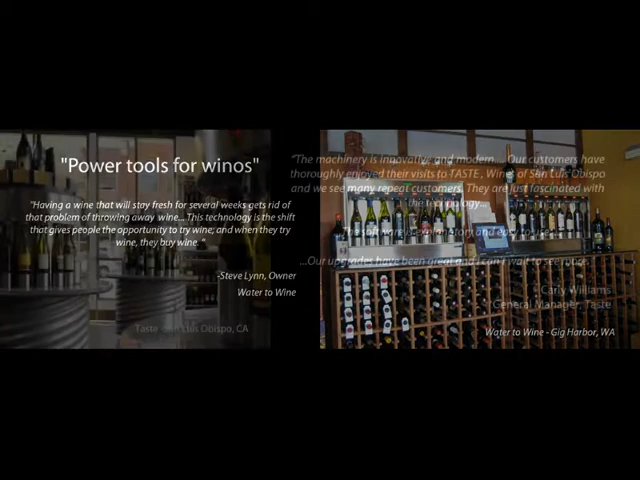 "Power tools for winos"
"Having a wine that will stay fresh for several weeks gets rid of
that problem of throwing away wine... This technology is the shift
that gives people the opportunity to try wine, and when they try
wine, they buy wine. "
-Steve Lynn, Owner
Water to Wine
Taste San Luis Obispo, CA
"The machinery is innovative and modern. Our customers have
thoroughly enjoyed their visits to TASTE, Wines of San Luis Obispo
and we see many repeat customers. They are just fascinated with
the technology.
...Our upgrades have been great and I can't wait to see more.
- Carly Williams
General Manager, Taste
Water to Wine - Gig Harbor, WA